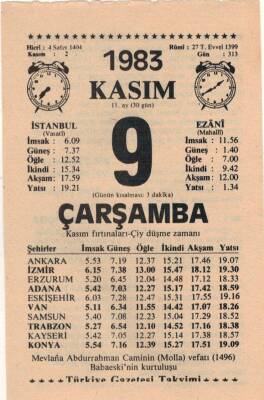 Hicri : 4 Safer 1404
Kasım : 2
1983
Rûmî : 27 T. Evvel 1399
Gün : 313
KASIM
11. ay (30 gün)
İSTANBUL
(Vasatî)
İmsak : 6.09
Güneş : 7.37
Öğle : 12.52
İkindi : 15.34
Akşam : 17.59
Yatsı : 19.21
9
EZÂNÎ
(Mahallî)
İmsak : 11.56
Güneş : 1.40
Öğle : 7.00
İkindi : 9.42
Akşam : 12.00
Yatsı : 1.34
(Günün kısalması: 3 dakika)
ÇARŞAMBA
Kasım fırtınaları-Çiy düşme zamanı
Şehirler İmsak Güneş Öğle İkindi Akşam Yatsı
ANKARA 5.53 7.19 12.37 15.21 17.46 19.07
İZMİR 6.15 7.38 13.00 15.47 18.12 19.30
ERZURUM 5.20 6.45 12.04 14.48 17.12 18.33
ADANA 5.42 7.03 12.27 15.17 17.42 18.59
ESKİŞEHİR 6.03 7.28 12.47 15.31 17.55 19.16
VAN 5.11 6.34 11.55 14.42 17.07 18.26
SAMSUN 5.40 7.08 12.23 15.04 17.29 18.52
TRABZON 5.27 6.54 12.10 14.52 17.16 18.38
KAYSERİ 5.42 7.05 12.27 15.14 17.38 18.57
KONYA 5.54 7.16 12.39 15.27 17.51 19.09
Mevlâna Abdurrahman Caminin (Molla) vefatı (1496)
Babaeski'nin kurtuluşu
Türkiye Gazetesi Takvimi